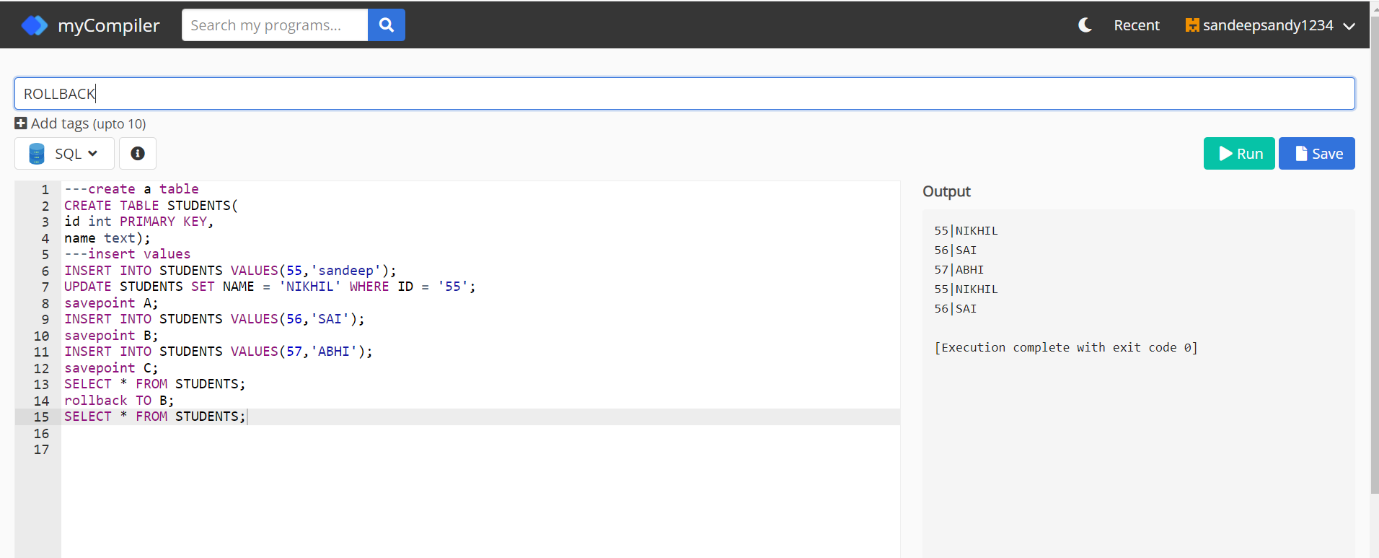 myCompiler Search my programs... Recent sandeepsandy1234
ROLLBACK
Add tags (upto 10)
SQL Run Save
1 ---create a table
2 CREATE TABLE STUDENTS(
3 id int PRIMARY KEY,
4 name text);
5 ---insert values
6 INSERT INTO STUDENTS VALUES(55,'sandeep');
7 UPDATE STUDENTS SET NAME = 'NIKHIL' WHERE ID = '55';
8 savepoint A;
9 INSERT INTO STUDENTS VALUES(56,'SAI');
10 savepoint B;
11 INSERT INTO STUDENTS VALUES(57,'ABHI');
12 savepoint C;
13 SELECT * FROM STUDENTS;
14 rollback TO B;
15 SELECT * FROM STUDENTS;
16
17
Output
55|NIKHIL
56|SAI
57|ABHI
55|NIKHIL
56|SAI
[Execution complete with exit code 0]